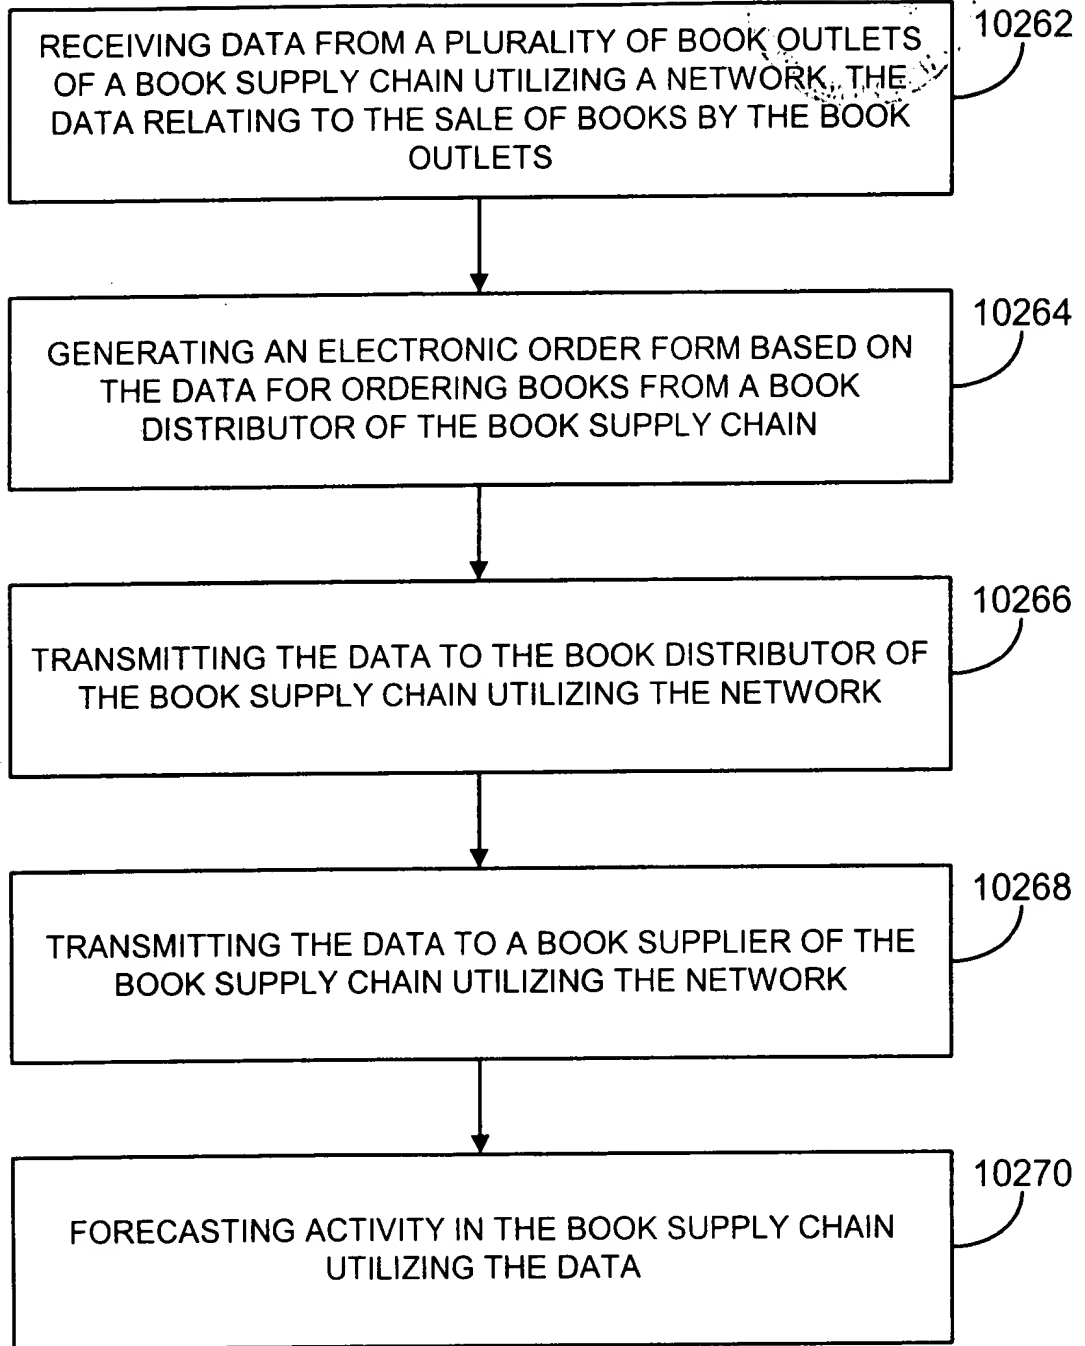 RECEIVING DATA FROM A PLURALITY OF BOOK OUTLETS
OF A BOOK SUPPLY CHAIN UTILIZING A NETWORK, THE
DATA RELATING TO THE SALE OF BOOKS BY THE BOOK
OUTLETS
10262
GENERATING AN ELECTRONIC ORDER FORM BASED ON
THE DATA FOR ORDERING BOOKS FROM A BOOK
DISTRIBUTOR OF THE BOOK SUPPLY CHAIN
10264
TRANSMITTING THE DATA TO THE BOOK DISTRIBUTOR OF
THE BOOK SUPPLY CHAIN UTILIZING THE NETWORK
10266
TRANSMITTING THE DATA TO A BOOK SUPPLIER OF THE
BOOK SUPPLY CHAIN UTILIZING THE NETWORK
10268
FORECASTING ACTIVITY IN THE BOOK SUPPLY CHAIN
UTILIZING THE DATA
10270